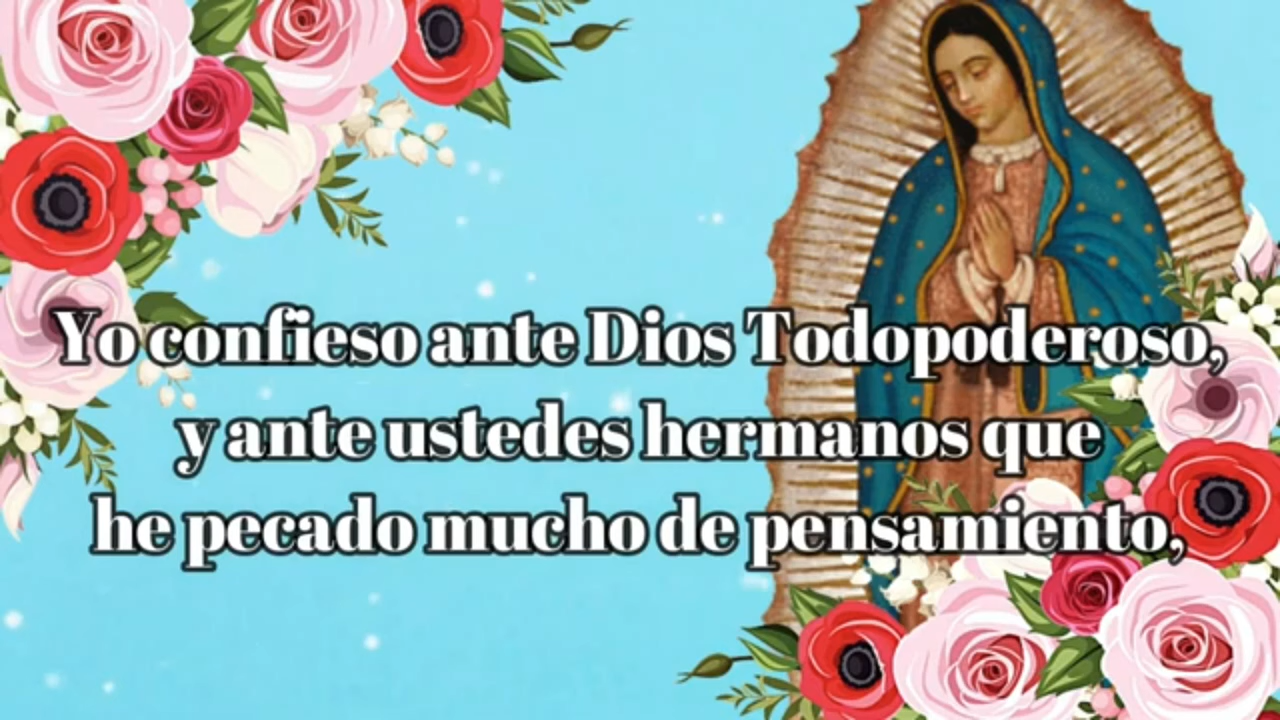 Yo confieso ante Dios Todopoderoso,
y ante ustedes hermanos que
he pecado mucho de pensamiento,